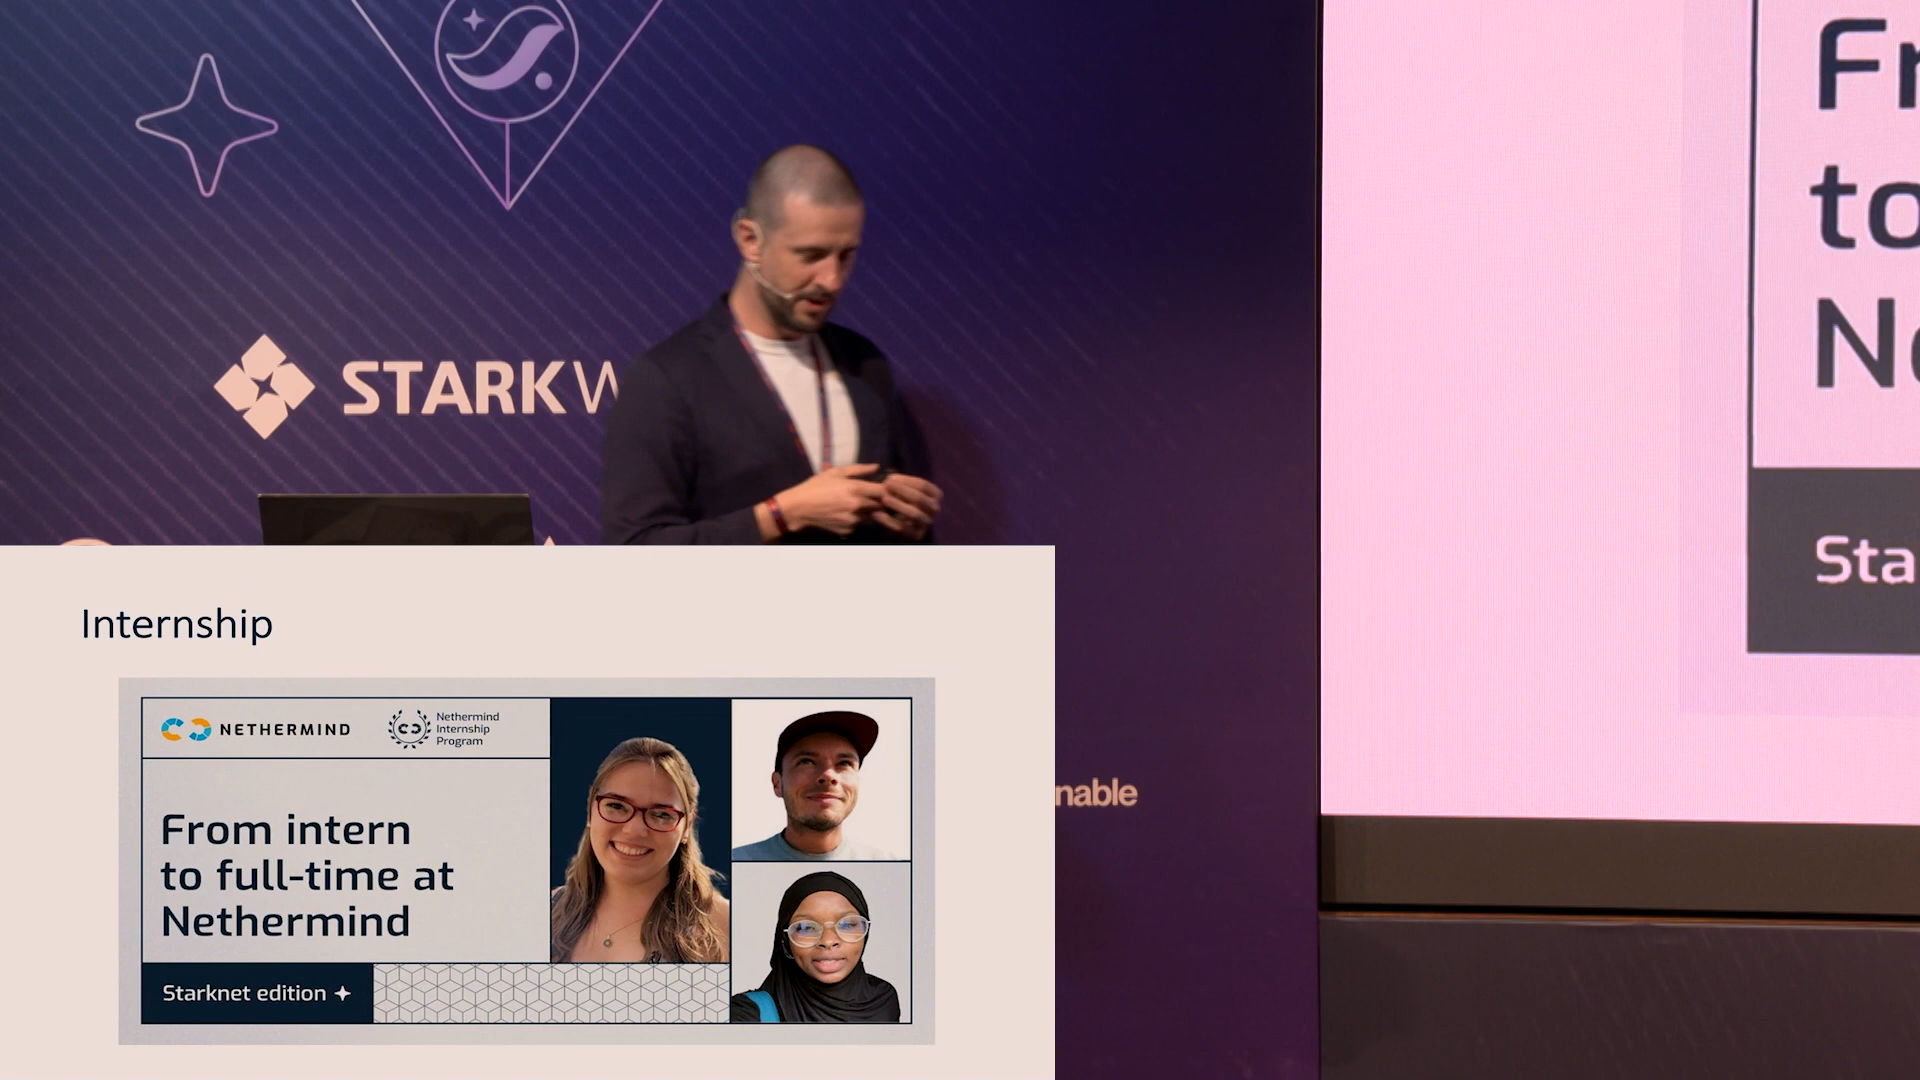 STARKW
Internship
NETHERMIND
Nethermind
Internship
Program
From intern
to full-time at
Nethermind
Starknet edition
nable
Fr
to
Ne
Sta